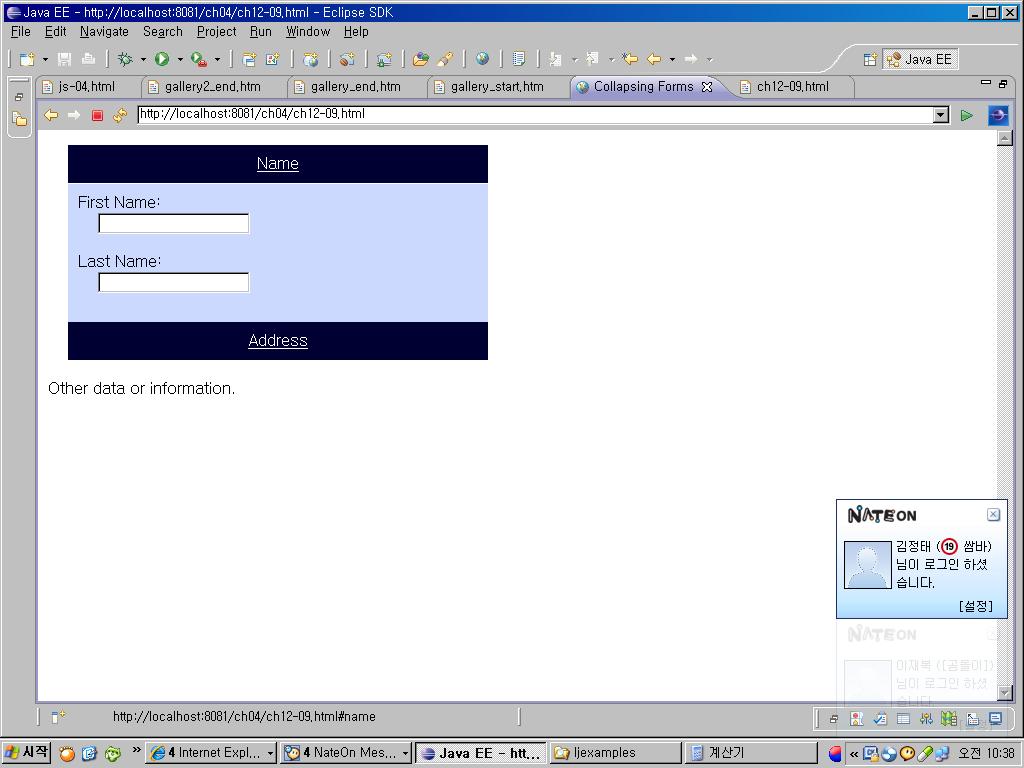 Java EE - http://localhost:8081/ch04/ch12-09.html - Eclipse SDK
File Edit Navigate Search Project Run Window Help
Java EE
js-04.html gallery2_end.htm gallery_end.htm gallery_start.htm Collapsing Forms ch12-09.html
http://localhost:8081/ch04/ch12-09.html
Name
First Name:
Last Name:
Address
Other data or information.
NATEON
김정태 (19 쌈바)
님이 로그인 하셨
습니다.
[설정]
NATEON
이재복 ([곰돌이])
님이 로그인 하셨
습니다.
http://localhost:8081/ch04/ch12-09.html#name
시작 » 4 Internet Expl... 4 NateOn Mes... Java EE - htt... ljexamples 계산기 « 오전 10:38